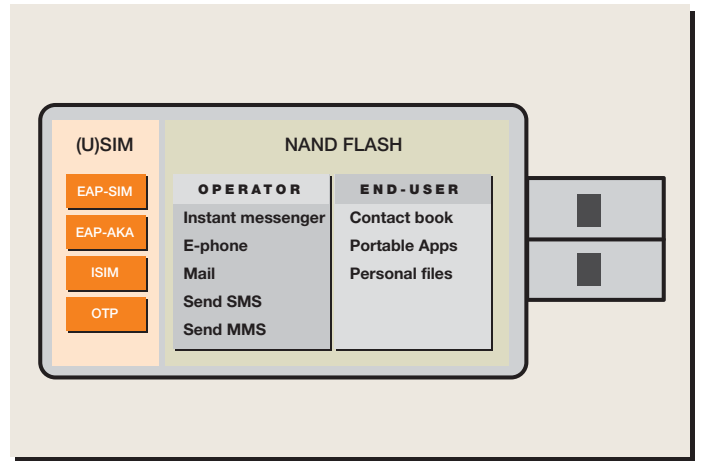 (U)SIM
EAP-SIM
EAP-AKA
ISIM
OTP
NAND FLASH
OPERATOR
Instant messenger
E-phone
Mail
Send SMS
Send MMS
END-USER
Contact book
Portable Apps
Personal files